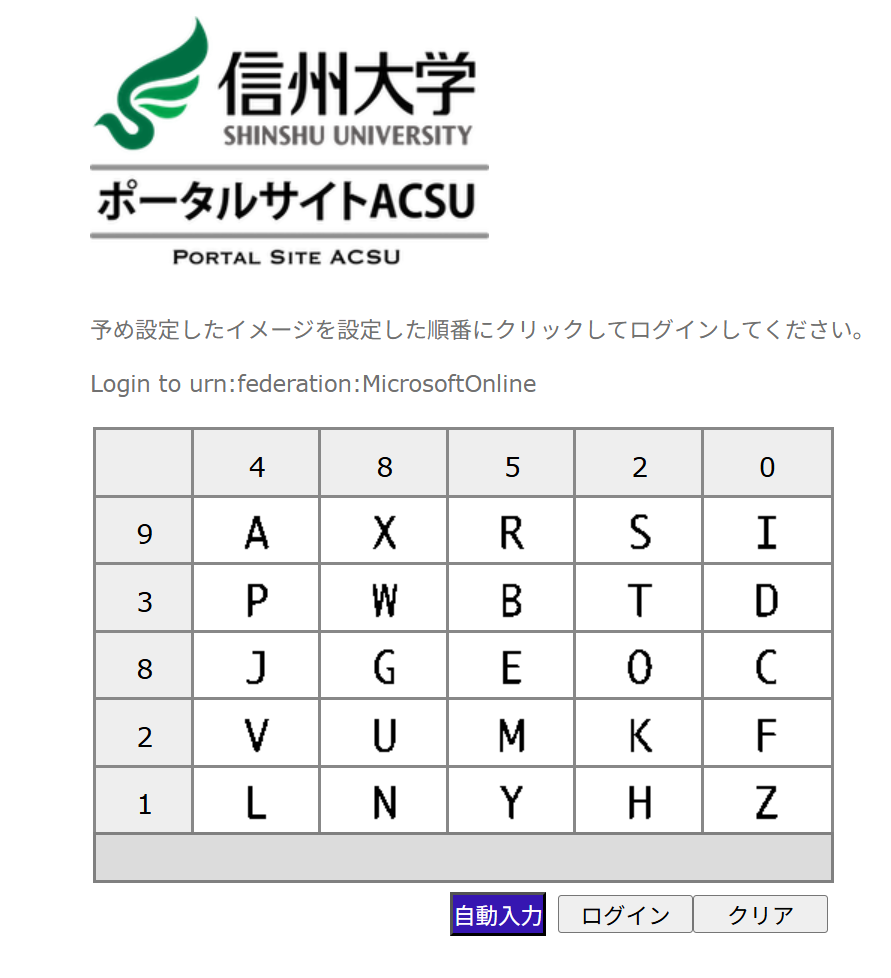 信州大学
SHINSHU UNIVERSITY
ポータルサイトACSU
PORTAL SITE ACSU
予め設定したイメージを設定した順番にクリックしてログインしてください。
Login to urn:federation:MicrosoftOnline
4 8 5 2 0
9 A X R S I
3 P W B T D
8 J G E O C
2 V U M K F
1 L N Y H Z
自動入力 ログイン クリア